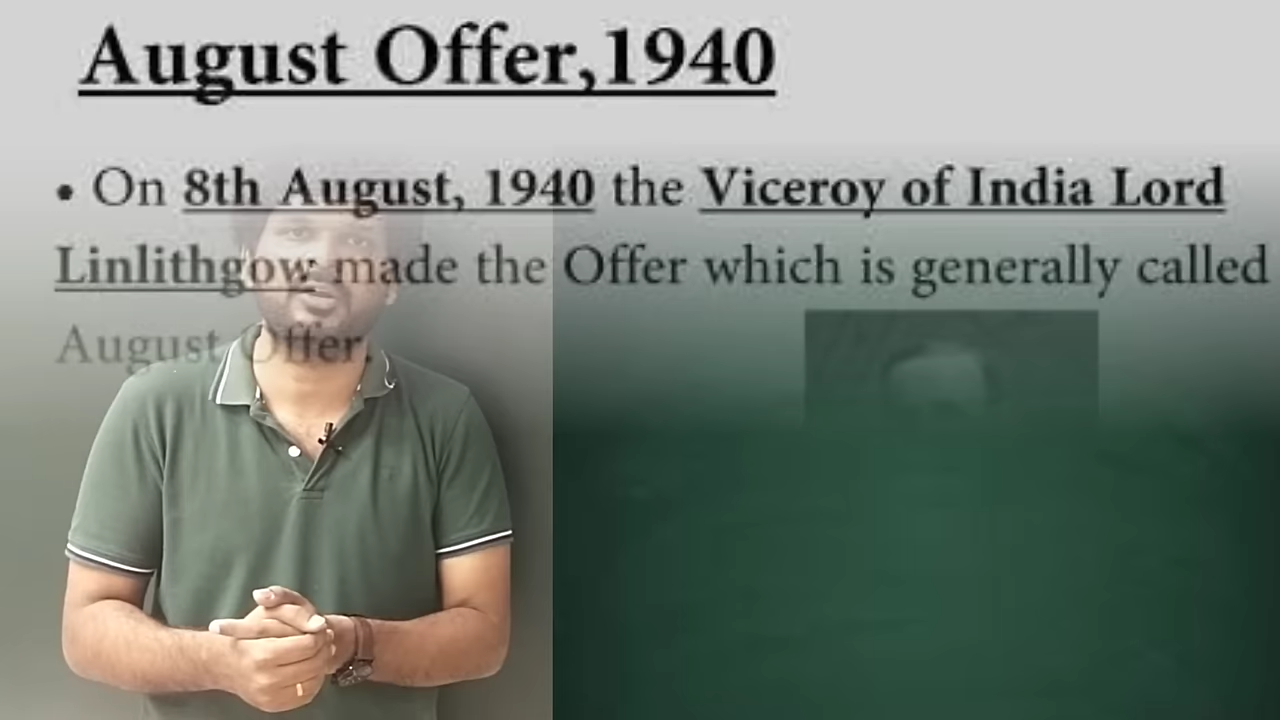 August Offer,1940
• On 8th August, 1940 the Viceroy of India Lord
Linlithgow made the Offer which is generally called
August Offer.